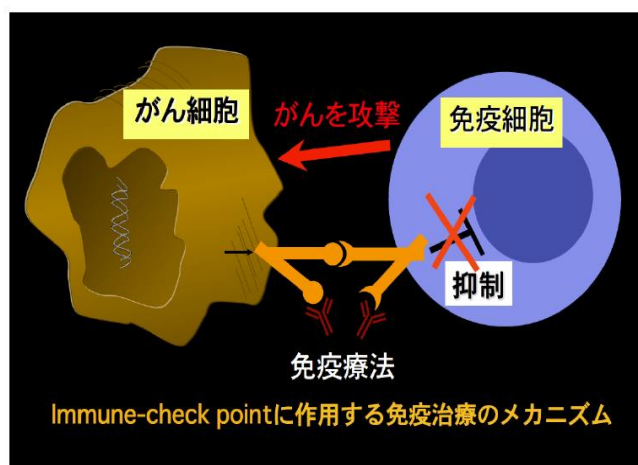 がん細胞
がんを攻撃
免疫細胞
抑制
免疫療法
Immune-check pointに作用する免疫治療のメカニズム